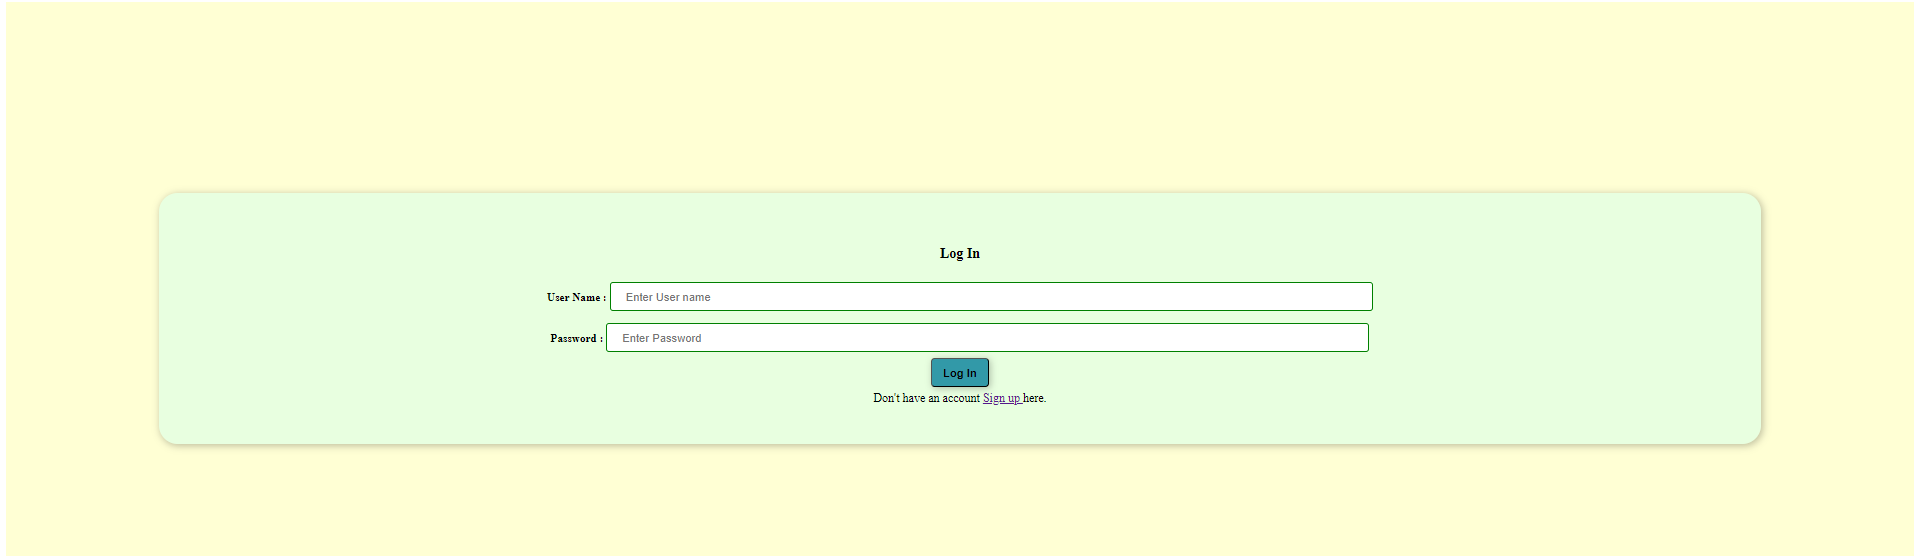 Log In
User Name : Enter User name
Password : Enter Password
Log In
Don't have an account Sign up here.